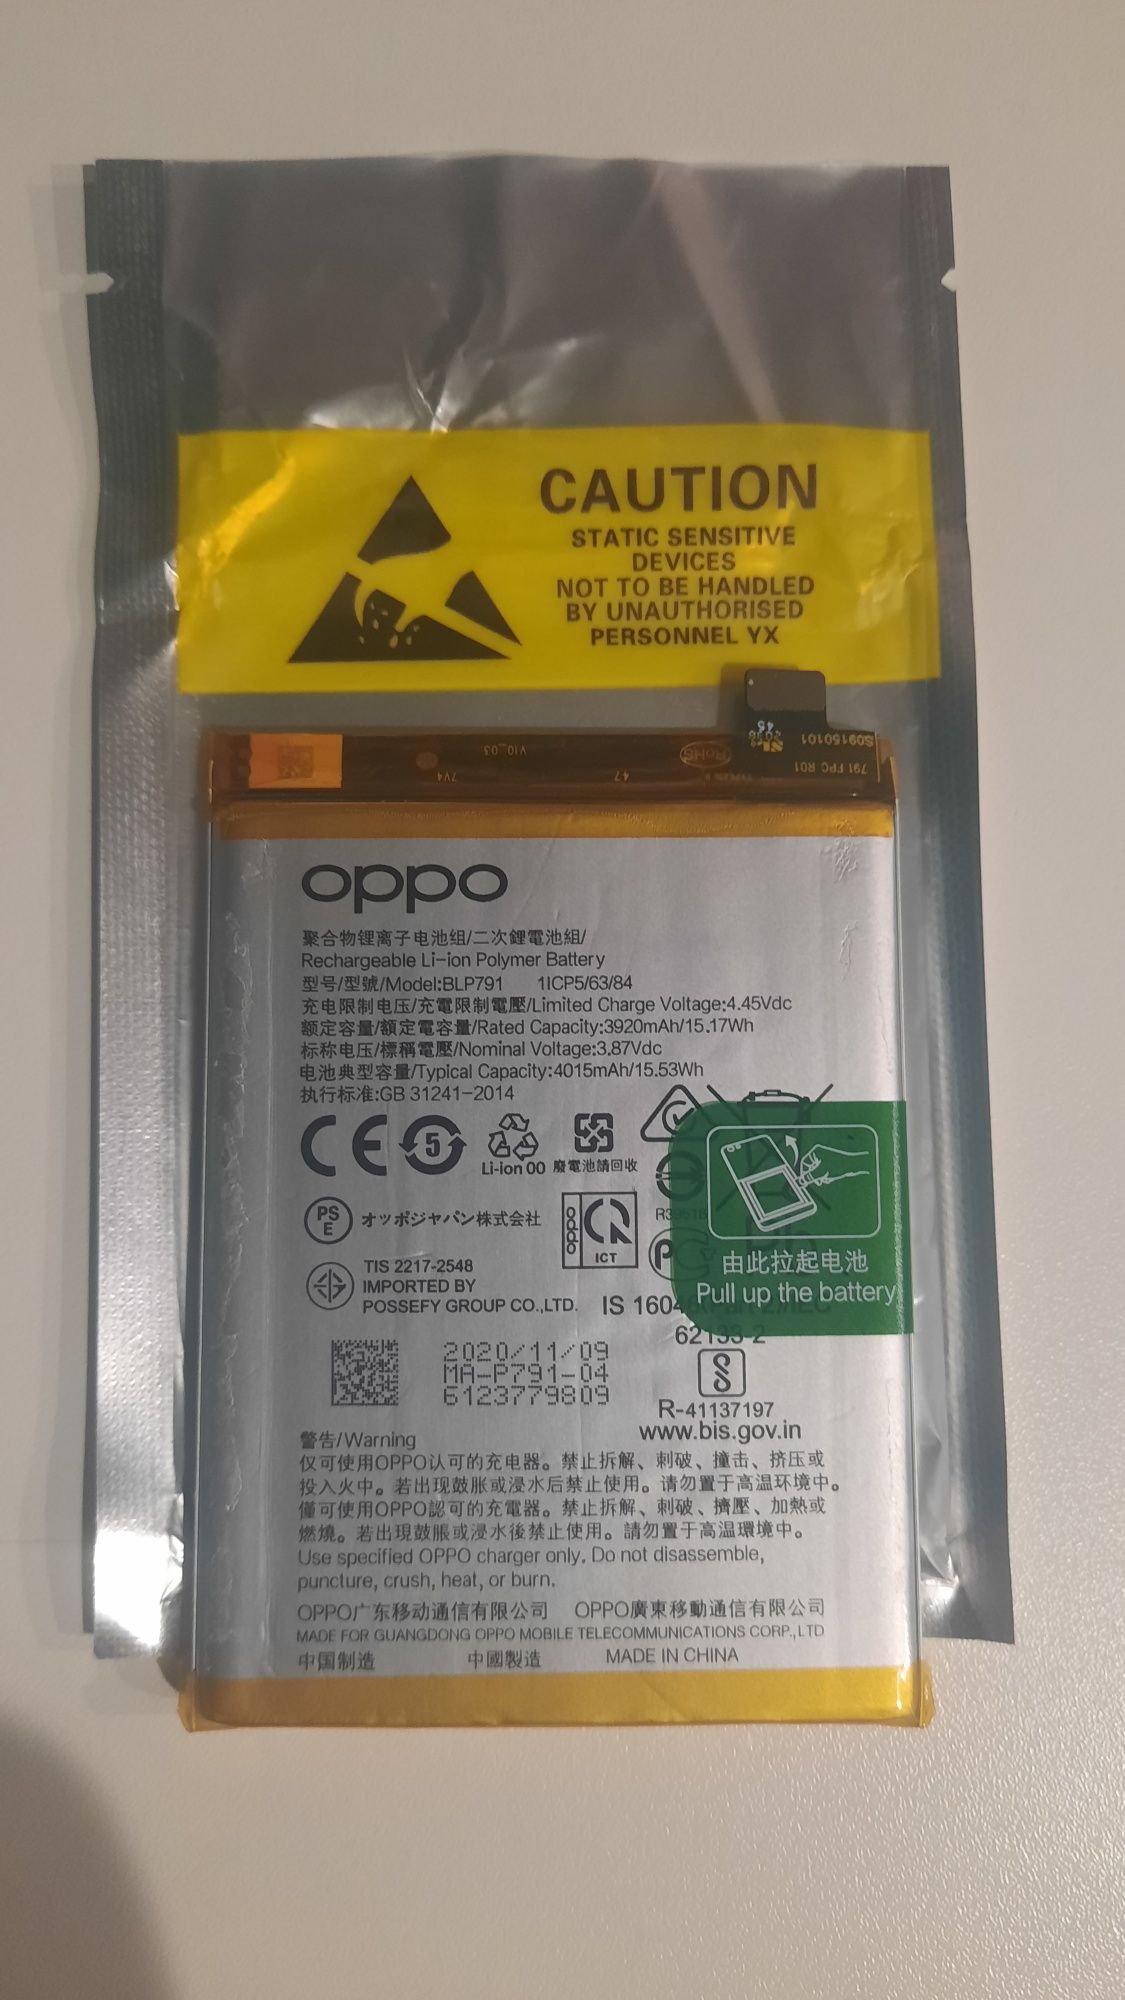 CAUTION
STATIC SENSITIVE
DEVICES
NOT TO BE HANDLED
BY UNAUTHORISED
PERSONNEL YX
45
2036
S09150101
791 FPC R01
V10_03
7V4
47
RoHS
oppo
聚合物锂离子电池组/二次鋰電池組/
Rechargeable Li-ion Polymer Battery
型号/型號/Model:BLP791 1ICP5/63/84
充电限制电压/充電限制電壓/Limited Charge Voltage:4.45Vdc
额定容量/額定電容量/Rated Capacity:3920mAh/15.17Wh
标称电压/標稱電壓/Nominal Voltage:3.87Vdc
电池典型容量/Typical Capacity:4015mAh/15.53Wh
执行标准:GB 31241-2014
CE
5
Li-ion 00
廢電池請回收
PS
E
オッポジャパン株式会社
oppo
ICT
TIS 2217-2548
IMPORTED BY
POSSEFY GROUP CO.,LTD.
由此拉起电池
Pull up the battery
IS 16046(Part 2)/IEC
62133-2
R-41137197
www.bis.gov.in
2020/11/09
MA-P791-04
6123779809
警告/Warning
仅可使用OPPO认可的充电器。禁止拆解、刺破、撞击、挤压或
投入火中。若出现鼓胀或浸水后禁止使用。请勿置于高温环境中。
僅可使用OPPO認可的充電器。禁止拆解、刺破、擠壓、加熱或
燃燒。若出現鼓脹或浸水後禁止使用。請勿置于高溫環境中。
Use specified OPPO charger only. Do not disassemble,
puncture, crush, heat, or burn.
OPPO广东移动通信有限公司 OPPO廣東移動通信有限公司
MADE FOR GUANGDONG OPPO MOBILE TELECOMMUNICATIONS CORP.,LTD
中国制造 中國製造 MADE IN CHINA